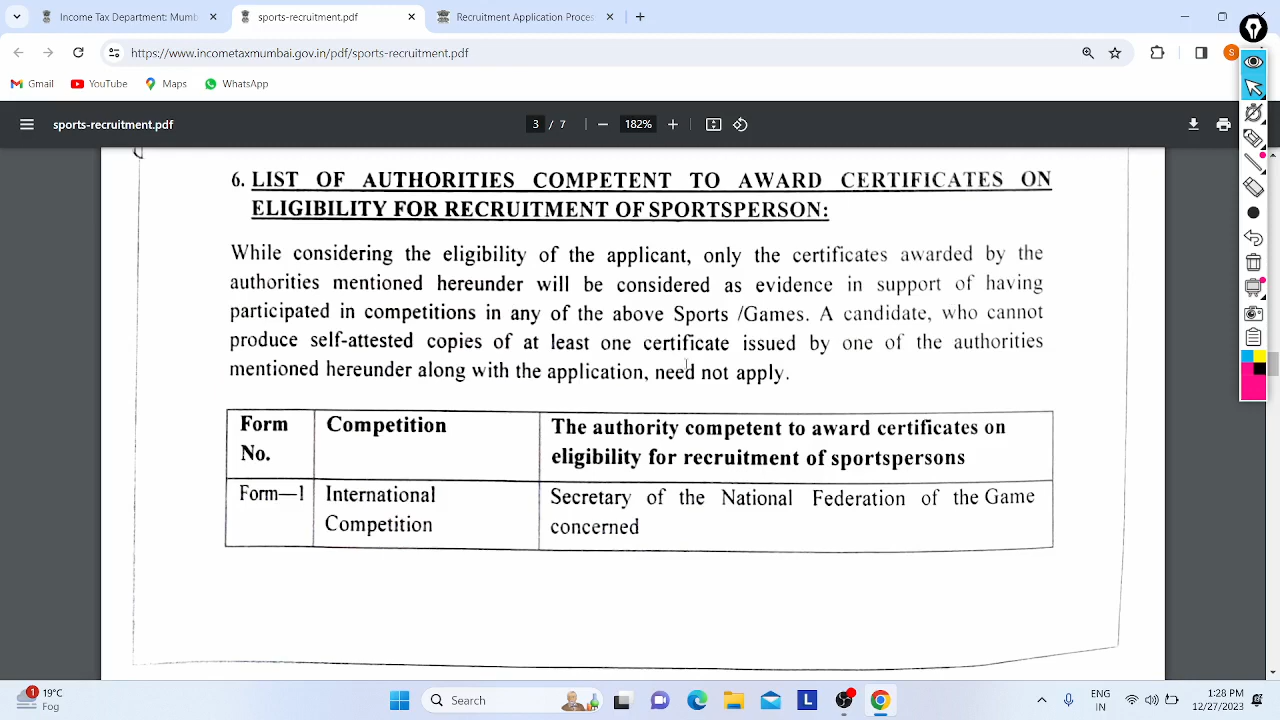 Income Tax Department: Mumb
sports-recruitment.pdf
Recruitment Application Proces
https://www.incometaxmumbai.gov.in/pdf/sports-recruitment.pdf
S
Gmail
YouTube
Maps
WhatsApp
sports-recruitment.pdf
3 / 7
182%
6. LIST OF AUTHORITIES COMPETENT TO AWARD CERTIFICATES ON
ELIGIBILITY FOR RECRUITMENT OF SPORTSPERSON:
While considering the eligibility of the applicant, only the certificates awarded by the
authorities mentioned hereunder will be considered as evidence in support of having
participated in competitions in any of the above Sports /Games. A candidate, who cannot
produce self-attested copies of at least one certificate issued by one of the authorities
mentioned hereunder along with the application, need not apply.
Form No.
Competition
The authority competent to award certificates on
eligibility for recruitment of sportspersons
Form—1
International
Competition
Secretary of the National Federation of the Game
concerned
1
19°C
Fog
Search
L
ENG
IN
1:28 PM
12/27/2023